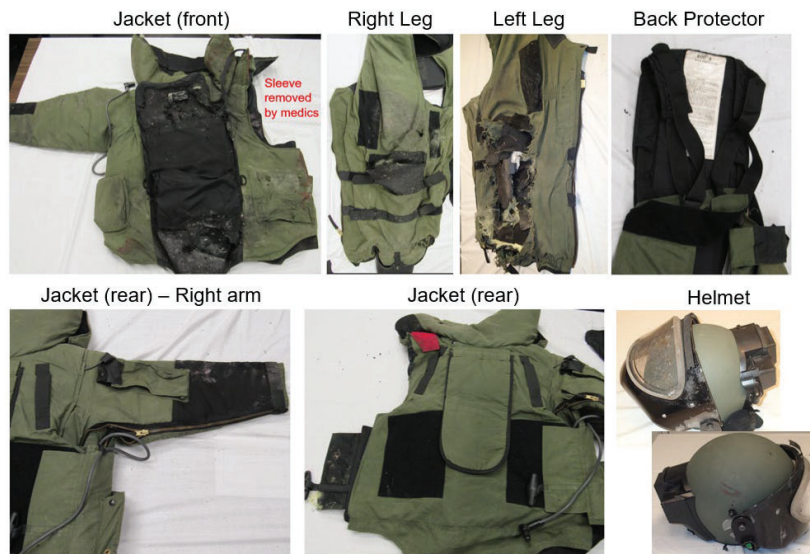 Jacket (front)
Right Leg
Left Leg
Back Protector
Sleeve
removed
by medics
Jacket (rear) – Right arm
Jacket (rear)
Helmet